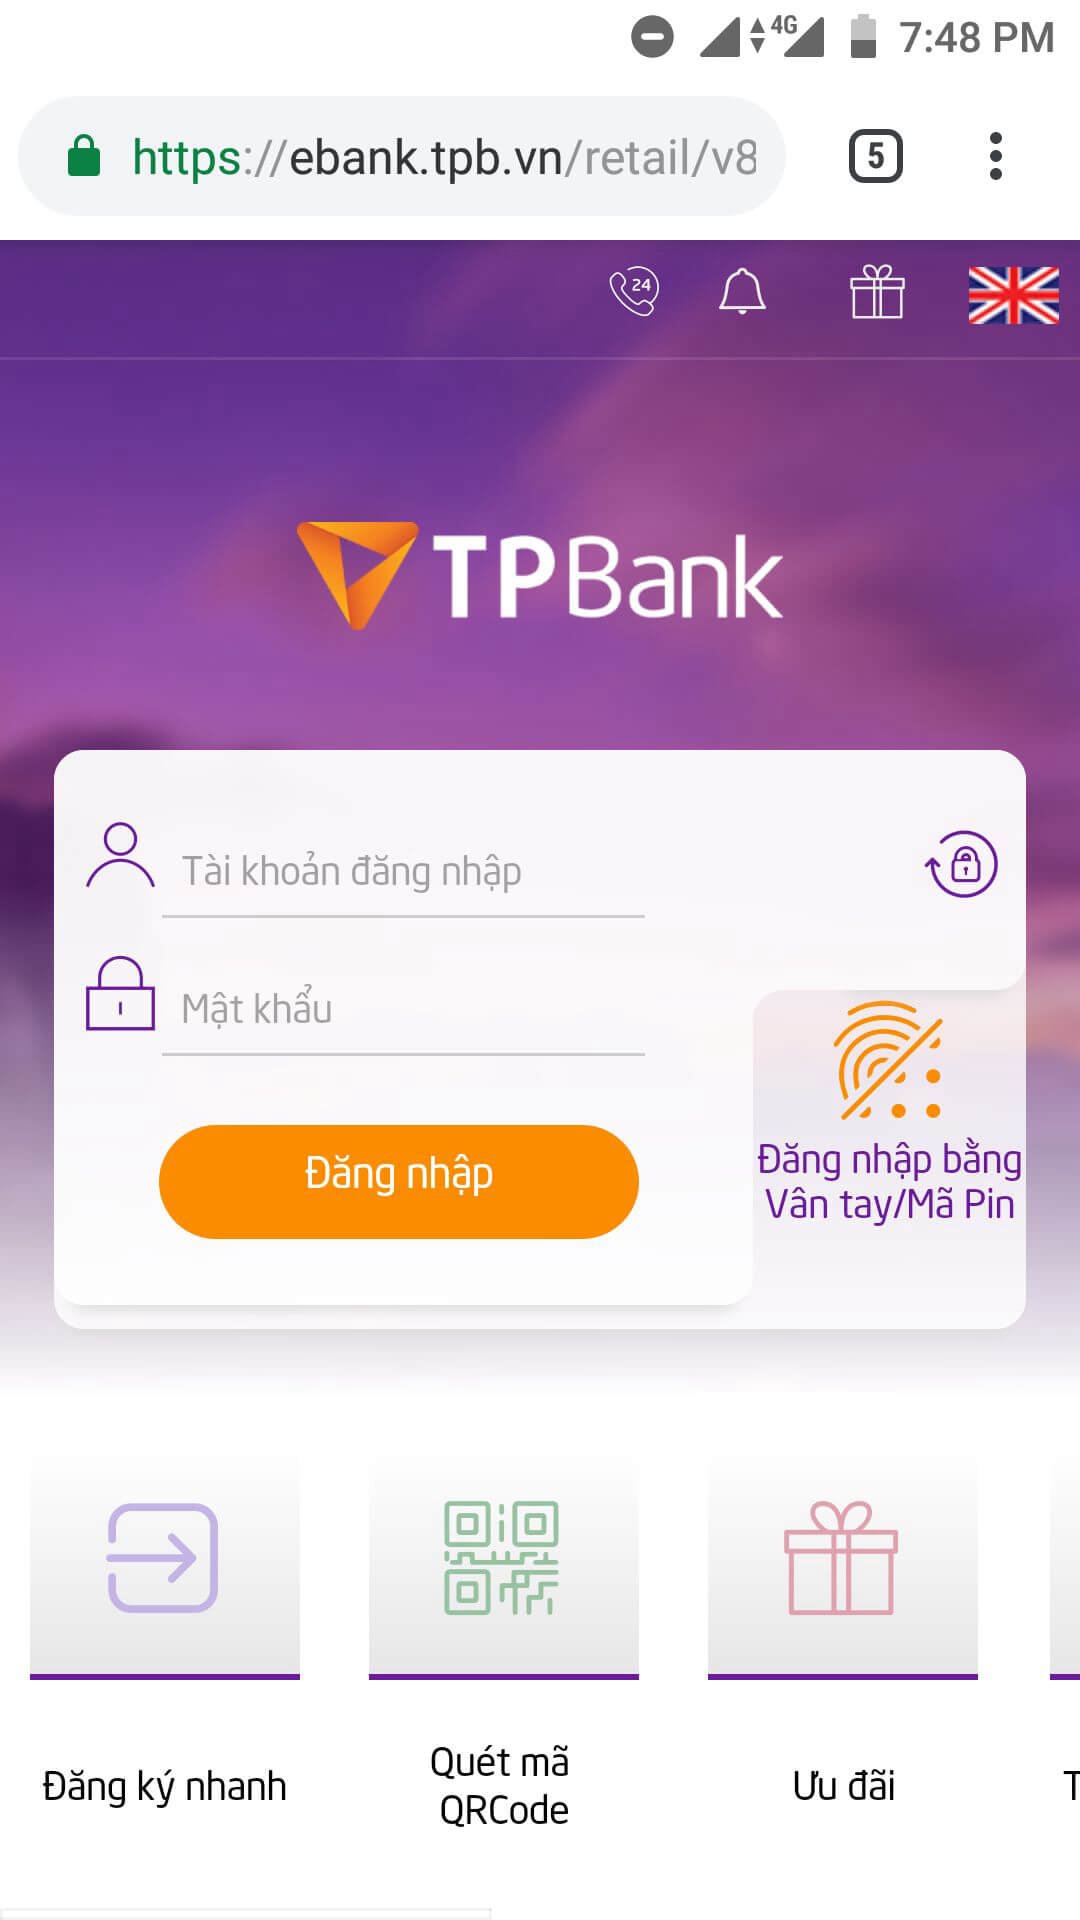 4G 7:48 PM
https://ebank.tpb.vn/retail/v8
5
24
TPBank
Tài khoản đăng nhập
Mật khẩu
Đăng nhập
Đăng nhập bằng
Vân tay/Mã Pin
Đăng ký nhanh
Quét mã
QRCode
Ưu đãi
T